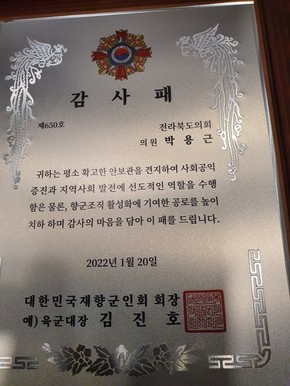 감사패
제650호
전라북도의회
의원 박용근
귀하는 평소 확고한 안보관을 견지하여 사회공익
증진과 지역사회 발전에 선도적인 역할을 수행
함은 물론, 향군조직 활성화에 기여한 공로를 높이
치하 하며 감사의 마음을 담아 이 패를 드립니다.
2022년 1월 20일
대한민국재향군인회 회장
예) 육군대장 김진호